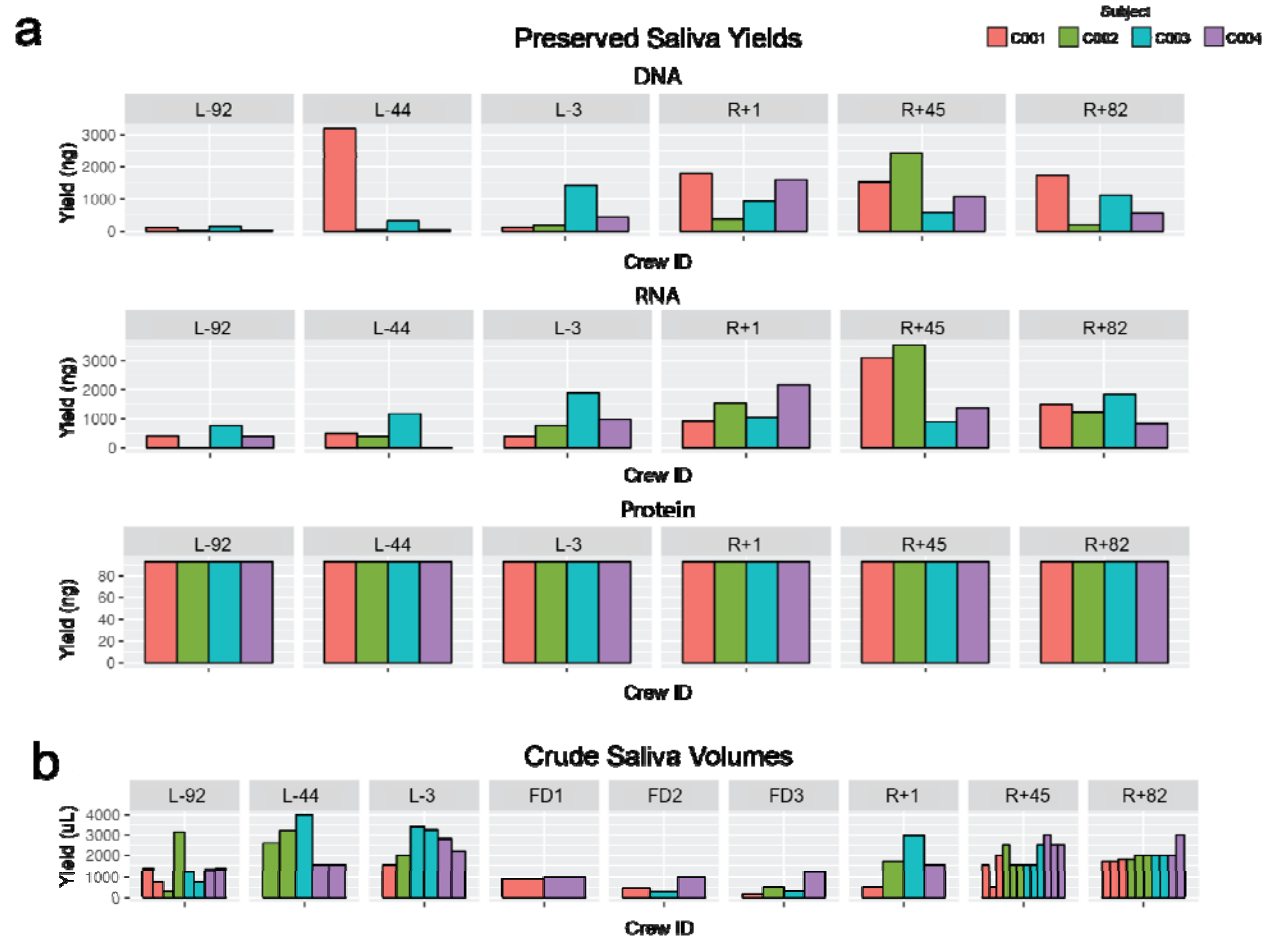 a
Subject
Preserved Saliva Yields
C001 C002 C003 C004
DNA
L-92 L-44 L-3 R+1 R+45 R+82
Yield (ng)
3000
2000
1000
0
Crew ID
RNA
L-92 L-44 L-3 R+1 R+45 R+82
Yield (ng)
3000
2000
1000
0
Crew ID
Protein
L-92 L-44 L-3 R+1 R+45 R+82
Yield (ng)
80
60
40
20
0
Crew ID
b
Crude Saliva Volumes
L-92 L-44 L-3 FD1 FD2 FD3 R+1 R+45 R+82
Yield (uL)
4000
3000
2000
1000
0
Crew ID